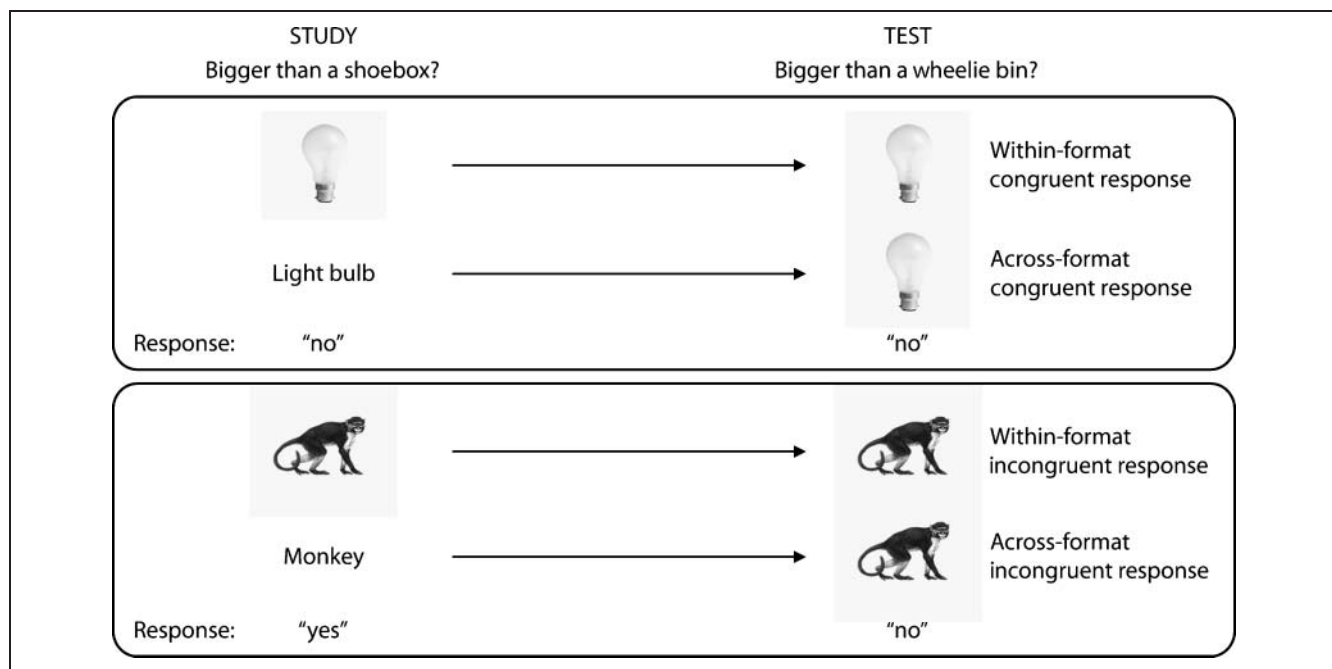 STUDY
TEST
Bigger than a shoebox?
Bigger than a wheelie bin?
Within-format
congruent response
Light bulb
Across-format
congruent response
Response:
“no”
“no”
Within-format
incongruent response
Monkey
Across-format
incongruent response
Response:
“yes”
“no”